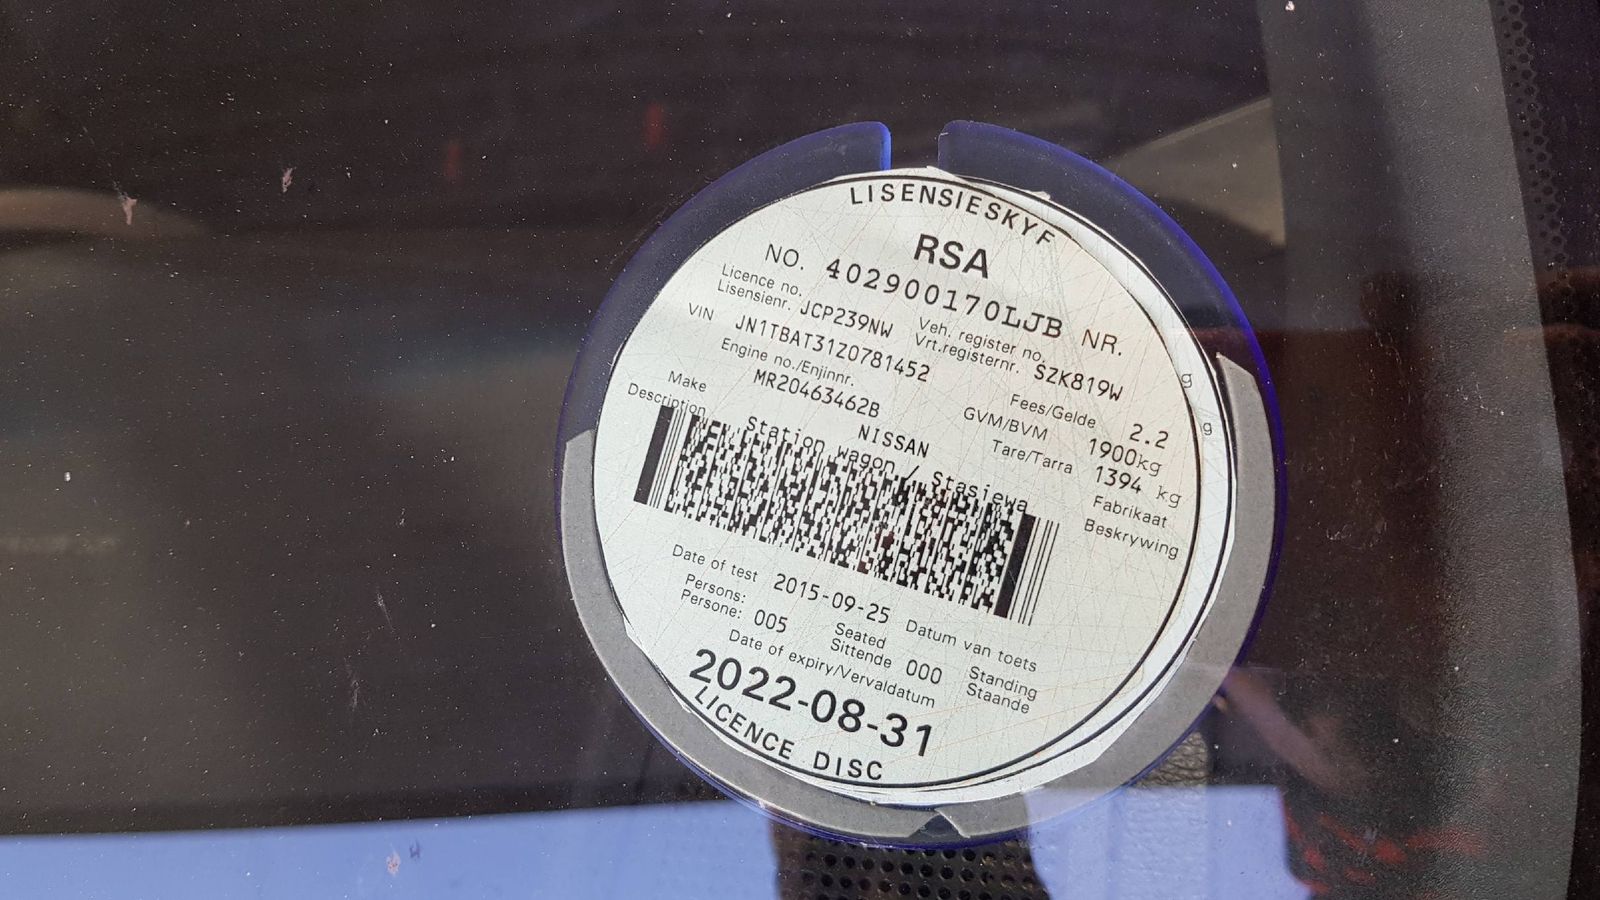 LISENSIESKYF
RSA
NO. 402900170LJB NR.
Licence no. Veh. register no.
Lisensienr. JCP239NW Vrt.registernr. SZK819W
VIN JN1TBAT31Z0781452 Fees/Gelde 2.2
Engine no./Enjinnr. MR20463462B GVM/BVM 1900kg
Tare/Tarra 1394 kg
Make NISSAN Fabrikaat
Description Station wagon / Stasiewa Beskrywing
Date of test 2015-09-25 Datum van toets
Persons: Seated Standing
Persone: 005 Sittende 000 Staande
Date of expiry/Vervaldatum
2022-08-31
LICENCE DISC
g
g